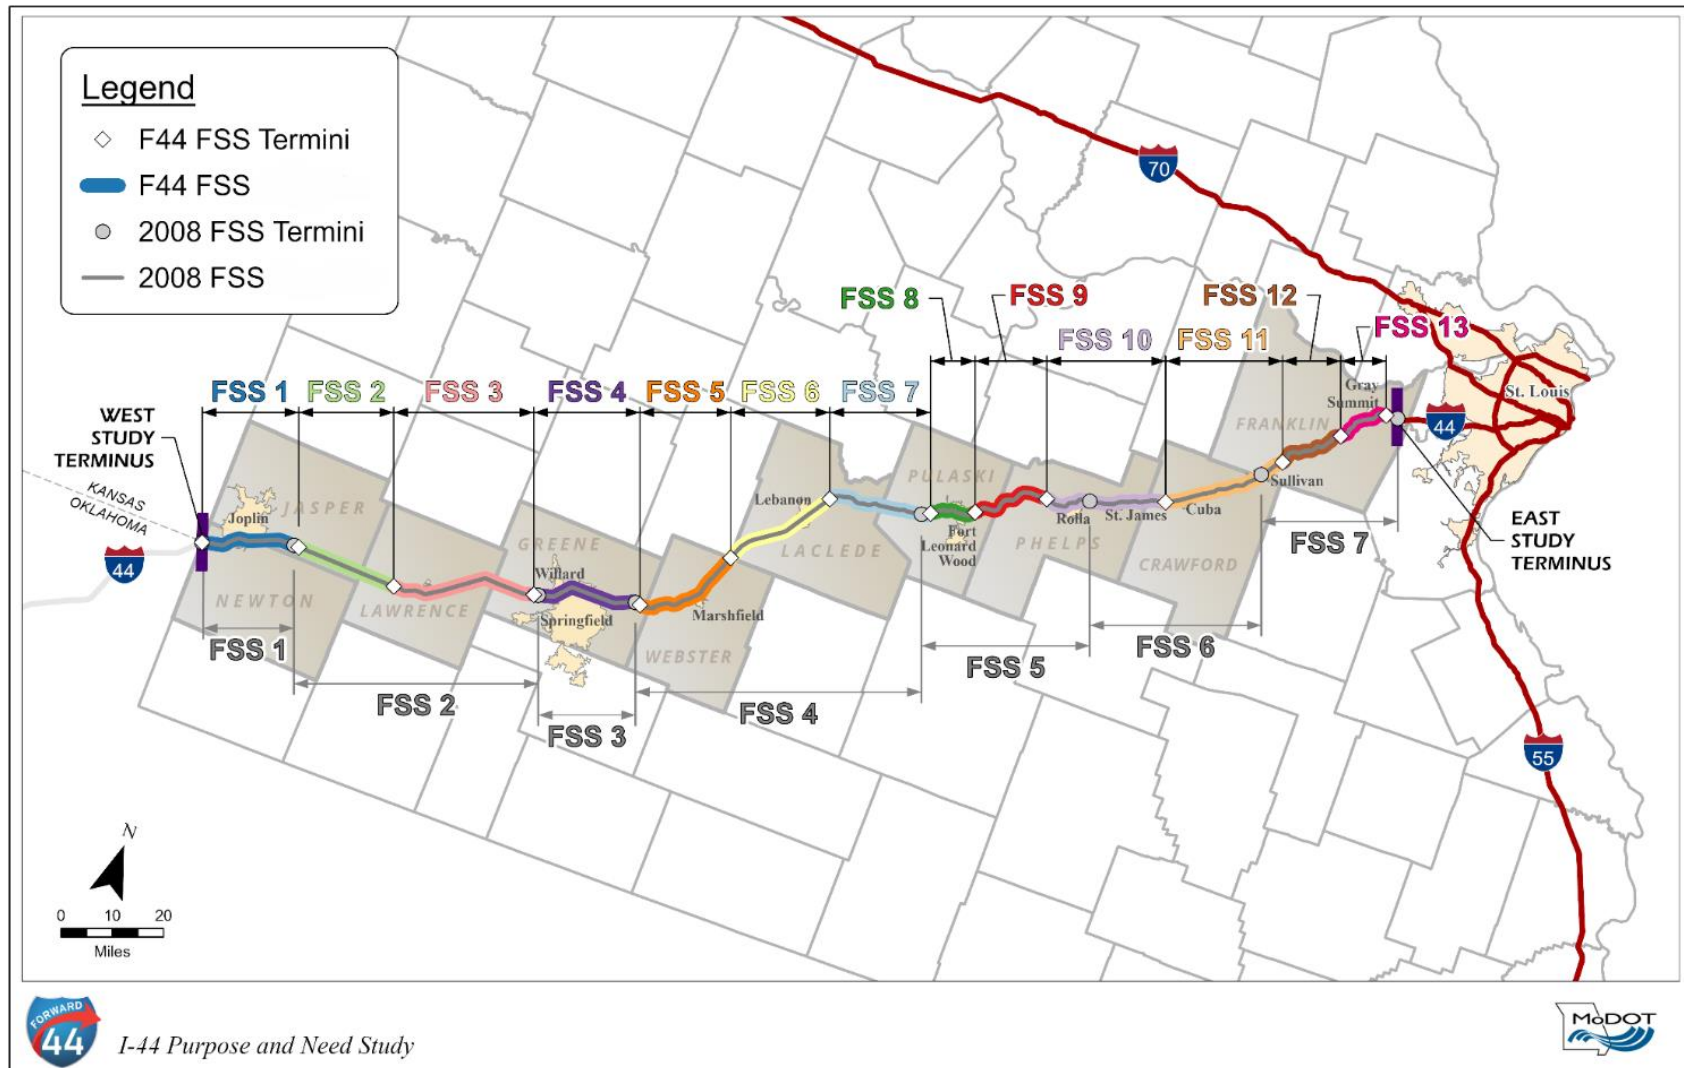 Legend
F44 FSS Termini
F44 FSS
2008 FSS Termini
2008 FSS
70
FSS 8
FSS 9
FSS 12
FSS 13
FSS 10
FSS 11
FSS 1
FSS 2
FSS 3
FSS 4
FSS 5
FSS 6
FSS 7
WEST
STUDY
TERMINUS
KANSAS
OKLAHOMA
44
Joplin
JASPER
NEWTON
LAWRENCE
GREENE
Willard
Springfield
WEBSTER
Marshfield
Lebanon
LACLEDE
PULASKI
Fort
Leonard
Wood
PHELPS
Rolla
St. James
Cuba
CRAWFORD
Sullivan
FRANKLIN
Gray
Summit
44
St. Louis
EAST
STUDY
TERMINUS
FSS 1
FSS 2
FSS 3
FSS 4
FSS 5
FSS 6
FSS 7
55
N
0 10 20
Miles
FORWARD
44
I-44 Purpose and Need Study
MoDOT